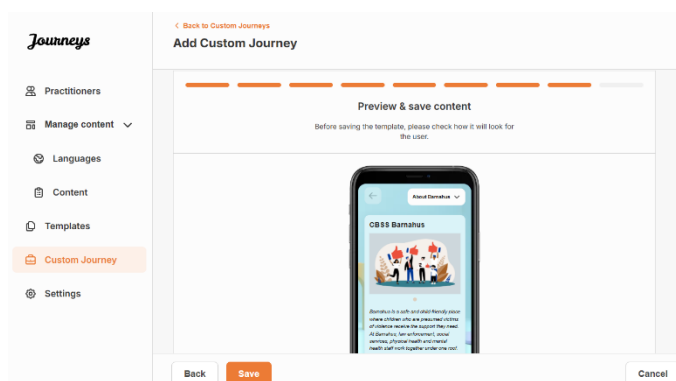 Journeys
Practitioners
Manage content
Languages
Content
Templates
Custom Journey
Settings
Back to Custom Journeys
Add Custom Journey
Preview & save content
Before saving the template, please check how it will look for
the user.
About Barnahus
CBSS Barnahus
Barnahus is a safe and child-friendly place
where children who are presumed victims
of violence receive the support they need.
At Barnahus, law enforcement, social
services, physical health and mental
health staff work together under one roof.
Back
Save
Cancel